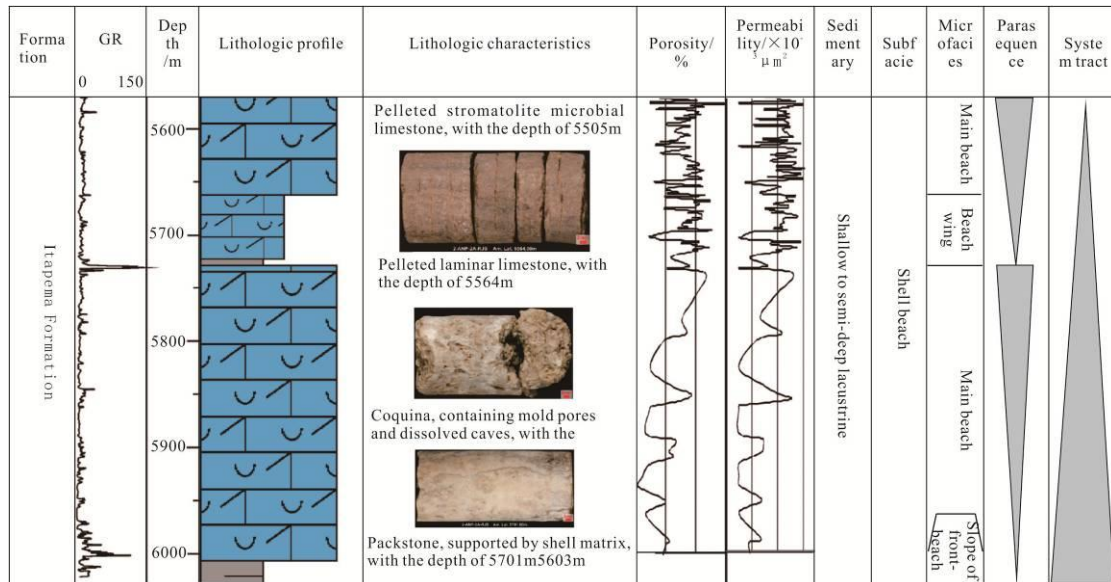 Forma
tion
GR
0 150
Dep
th
/m
Lithologic profile
Lithologic characteristics
Porosity/
%
Permeabi
lity/×10⁻
³ μm²
Sedi
ment
ary
Subf
acie
Micr
ofaci
es
Paras
equen
ce
Syste
m tract
Itapema Formation
5600
5700
5800
5900
6000
Pelleted stromatolite microbial
limestone, with the depth of 5505m
Pelleted laminar limestone, with
the depth of 5564m
Coquina, containing mold pores
and dissolved caves, with the
Packstone, supported by shell matrix,
with the depth of 5701m5603m
Shallow to semi-deep lacustrine
Shell beach
Main beach
Beach
wing
Main beach
Slope of
front-
beach